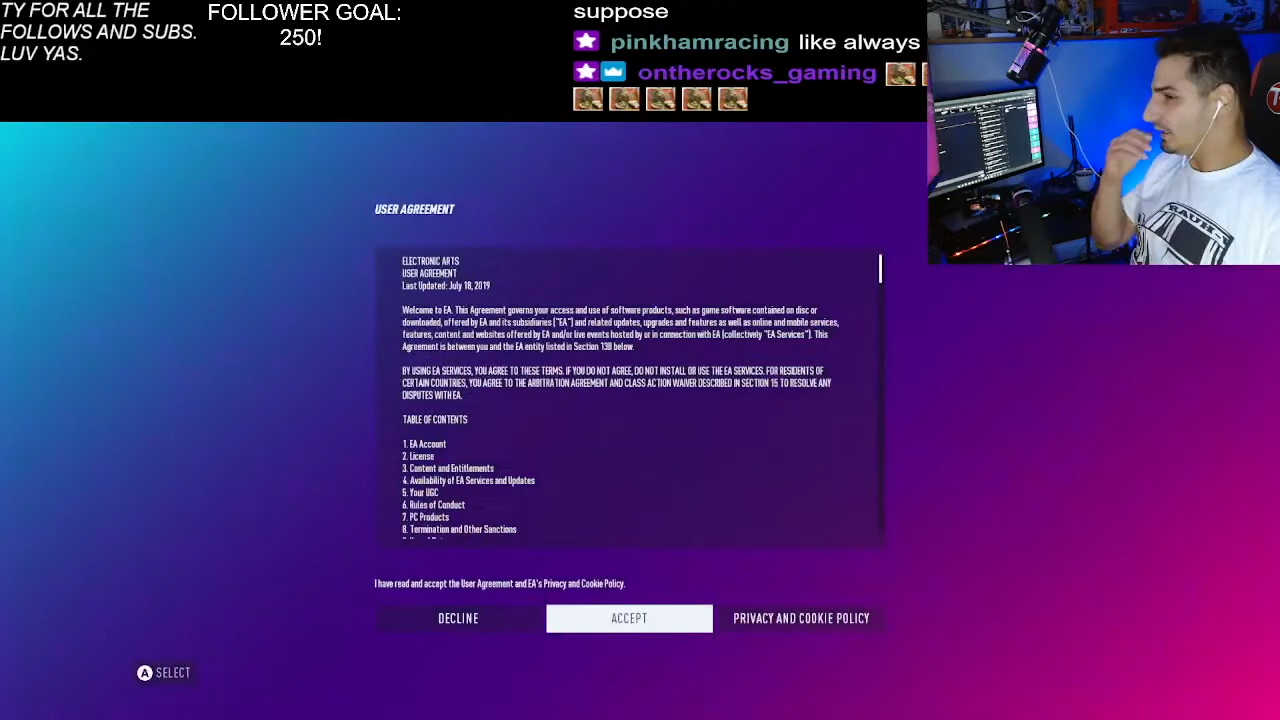 TY FOR ALL THE
FOLLOWS AND SUBS.
LUV YAS.
FOLLOWER GOAL:
250!
suppose
pinkhamracing like always
ontherocks_gaming
RAUH
USER AGREEMENT
ELECTRONIC ARTS
USER AGREEMENT
Last Updated: July 18, 2019
Welcome to EA. This Agreement governs your access and use of software products, such as game software contained on disc or
downloaded, offered by EA and its subsidiaries ("EA") and related updates, upgrades and features as well as online and mobile services,
features, content and websites offered by EA and/or live events hosted by or in connection with EA (collectively "EA Services"). This
Agreement is between you and the EA entity listed in Section 13B below.
BY USING EA SERVICES, YOU AGREE TO THESE TERMS. IF YOU DO NOT AGREE, DO NOT INSTALL OR USE THE EA SERVICES. FOR RESIDENTS OF
CERTAIN COUNTRIES, YOU AGREE TO THE ARBITRATION AGREEMENT AND CLASS ACTION WAIVER DESCRIBED IN SECTION 15 TO RESOLVE ANY
DISPUTES WITH EA.
TABLE OF CONTENTS
1. EA Account
2. License
3. Content and Entitlements
4. Availability of EA Services and Updates
5. Your UGC
6. Rules of Conduct
7. PC Products
8. Termination and Other Sanctions
I have read and accept the User Agreement and EA's Privacy and Cookie Policy.
DECLINE
ACCEPT
PRIVACY AND COOKIE POLICY
A SELECT